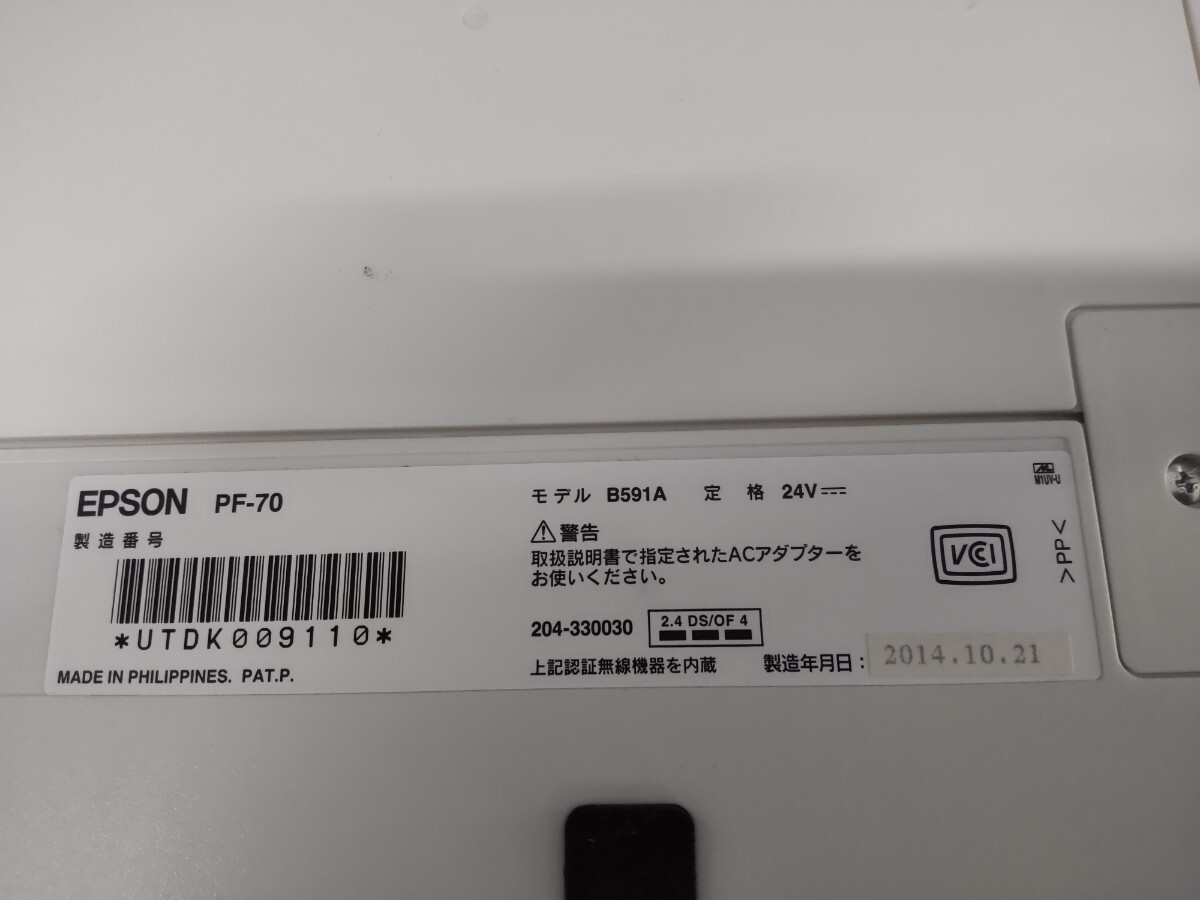 EPSON PF-70
製造番号
*UTDK009110*
MADE IN PHILIPPINES. PAT.P.
モデル B591A 定格 24V⎓
⚠警告
取扱説明書で指定されたACアダプターを
お使いください。
204-330030 2.4 DS/OF 4
上記認証無線機器を内蔵 製造年月日：2014.10.21
VCCI
M1UV-U
>PP<